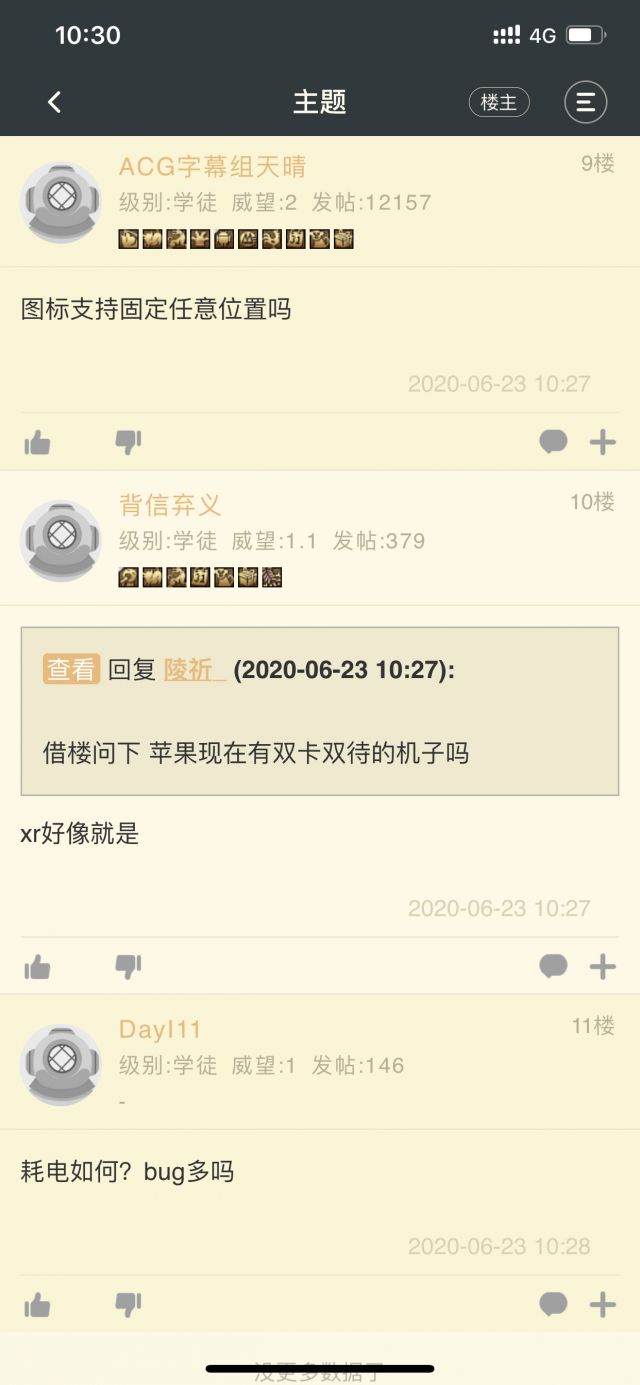 10:30
4G
主题
楼主
ACG字幕组天晴
9楼
级别:学徒 威望:2 发帖:12157
图标支持固定任意位置吗
2020-06-23 10:27
背信弃义
10楼
级别:学徒 威望:1.1 发帖:379
查看 回复 陵祈_ (2020-06-23 10:27):
借楼问下 苹果现在有双卡双待的机子吗
xr好像就是
2020-06-23 10:27
DayI11
11楼
级别:学徒 威望:1 发帖:146
-
耗电如何？bug多吗
2020-06-23 10:28
没更多数据了